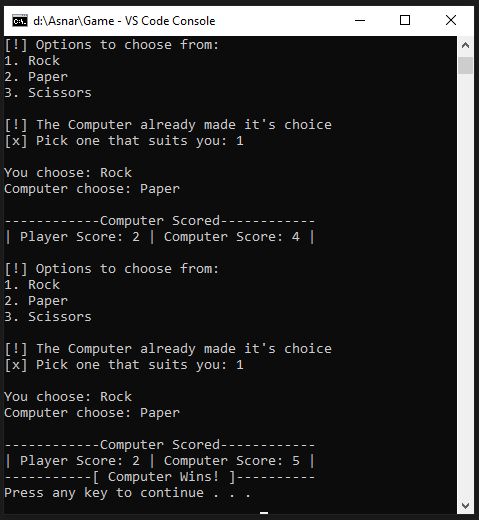 d:\Asnar\Game - VS Code Console
[!] Options to choose from:
1. Rock
2. Paper
3. Scissors
[!] The Computer already made it's choice
[x] Pick one that suits you: 1
You choose: Rock
Computer choose: Paper
------------Computer Scored------------
| Player Score: 2 | Computer Score: 4 |
[!] Options to choose from:
1. Rock
2. Paper
3. Scissors
[!] The Computer already made it's choice
[x] Pick one that suits you: 1
You choose: Rock
Computer choose: Paper
------------Computer Scored------------
| Player Score: 2 | Computer Score: 5 |
-----------[ Computer Wins! ]----------
Press any key to continue . . .